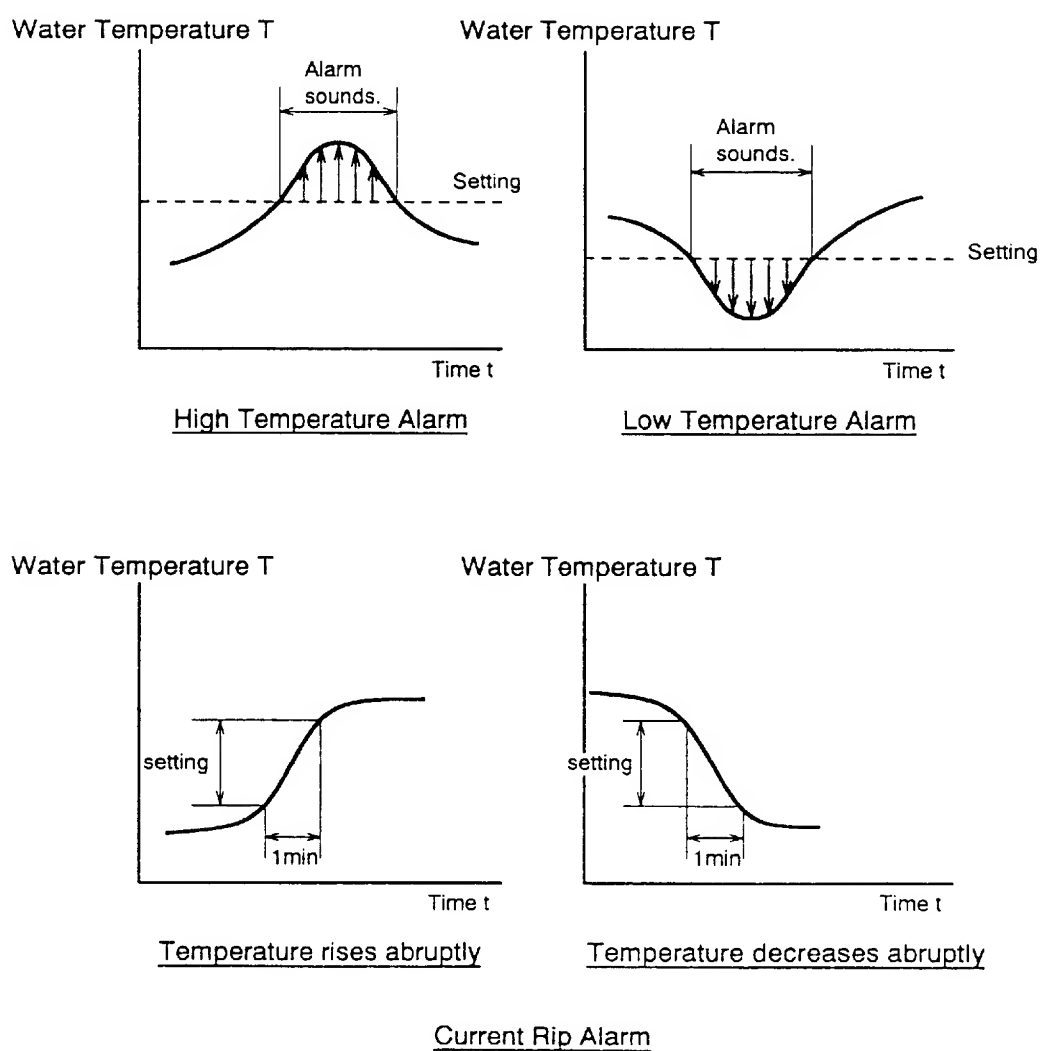 Water Temperature T
Alarm
sounds.
Setting
Time t
High Temperature Alarm
Water Temperature T
Alarm
sounds.
Setting
Time t
Low Temperature Alarm
Water Temperature T
setting
1min
Time t
Temperature rises abruptly
Water Temperature T
setting
1min
Time t
Temperature decreases abruptly
Current Rip Alarm